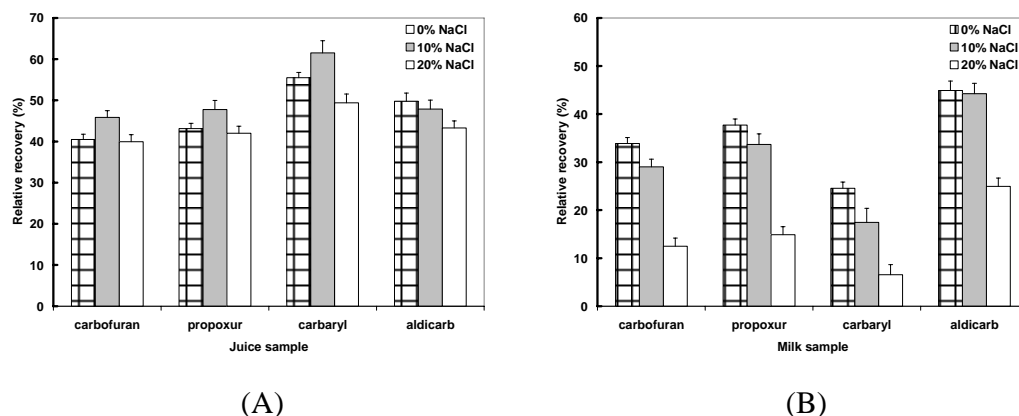 70
60
50
40
30
20
10
0
Relative recovery (%)
0% NaCl
10% NaCl
20% NaCl
carbofuran propoxur carbaryl aldicarb
Juice sample
(A)
60
50
40
30
20
10
0
Relative recovery (%)
0% NaCl
10% NaCl
20% NaCl
carbofuran propoxur carbaryl aldicarb
Milk sample
(B)